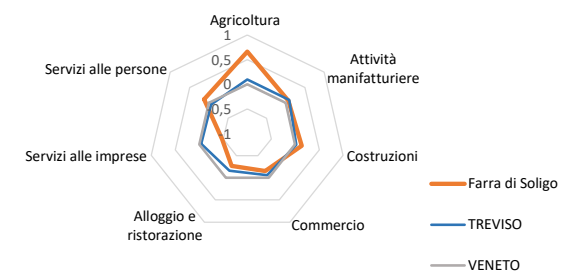 Agricoltura
1
0,5
0
-0,5
-1
Attività
manifatturiere
Costruzioni
Commercio
Alloggio e
ristorazione
Servizi alle imprese
Servizi alle persone
Farra di Soligo
TREVISO
VENETO